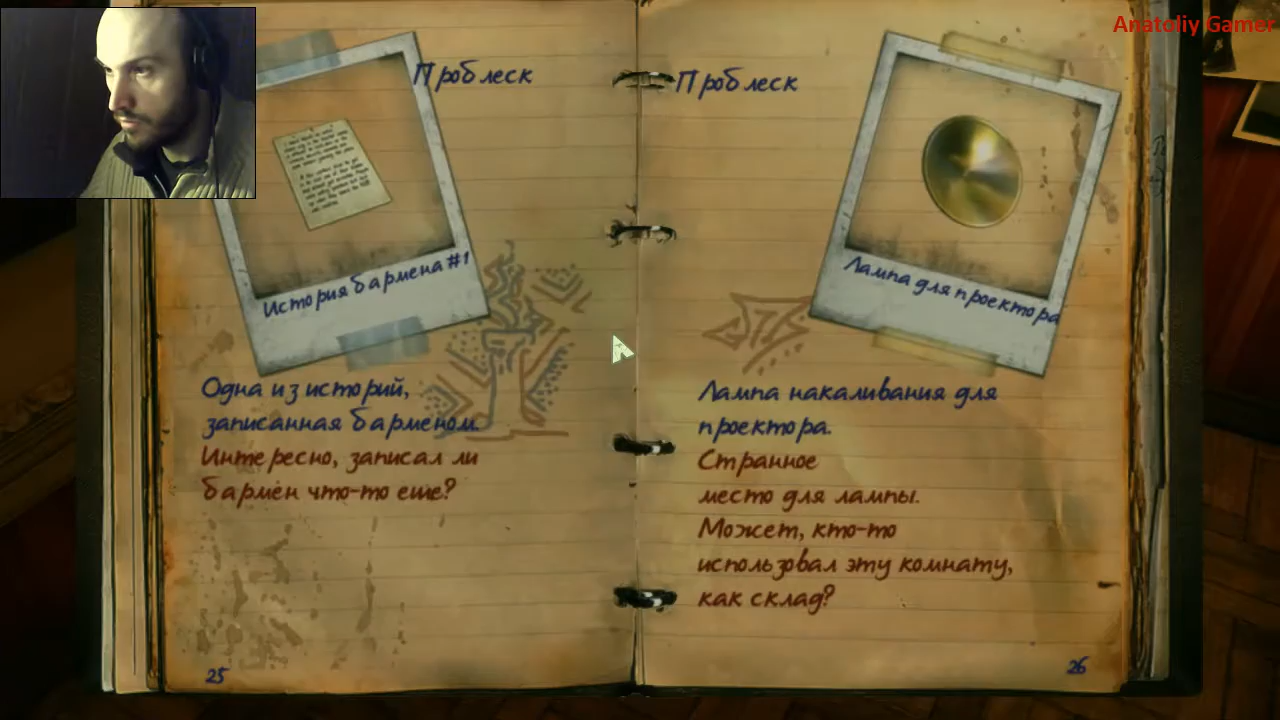 Anatoliy Gamer
Проблеск
История бармена #1
Одна из историй,
записанная барменом.
Интересно, записал ли
бармен что-то еще?
25
Проблеск
Лампа для проектора
Лампа накаливания для
проектора.
Странное
место для лампы.
Может, кто-то
использовал эту комнату,
как склад?
26